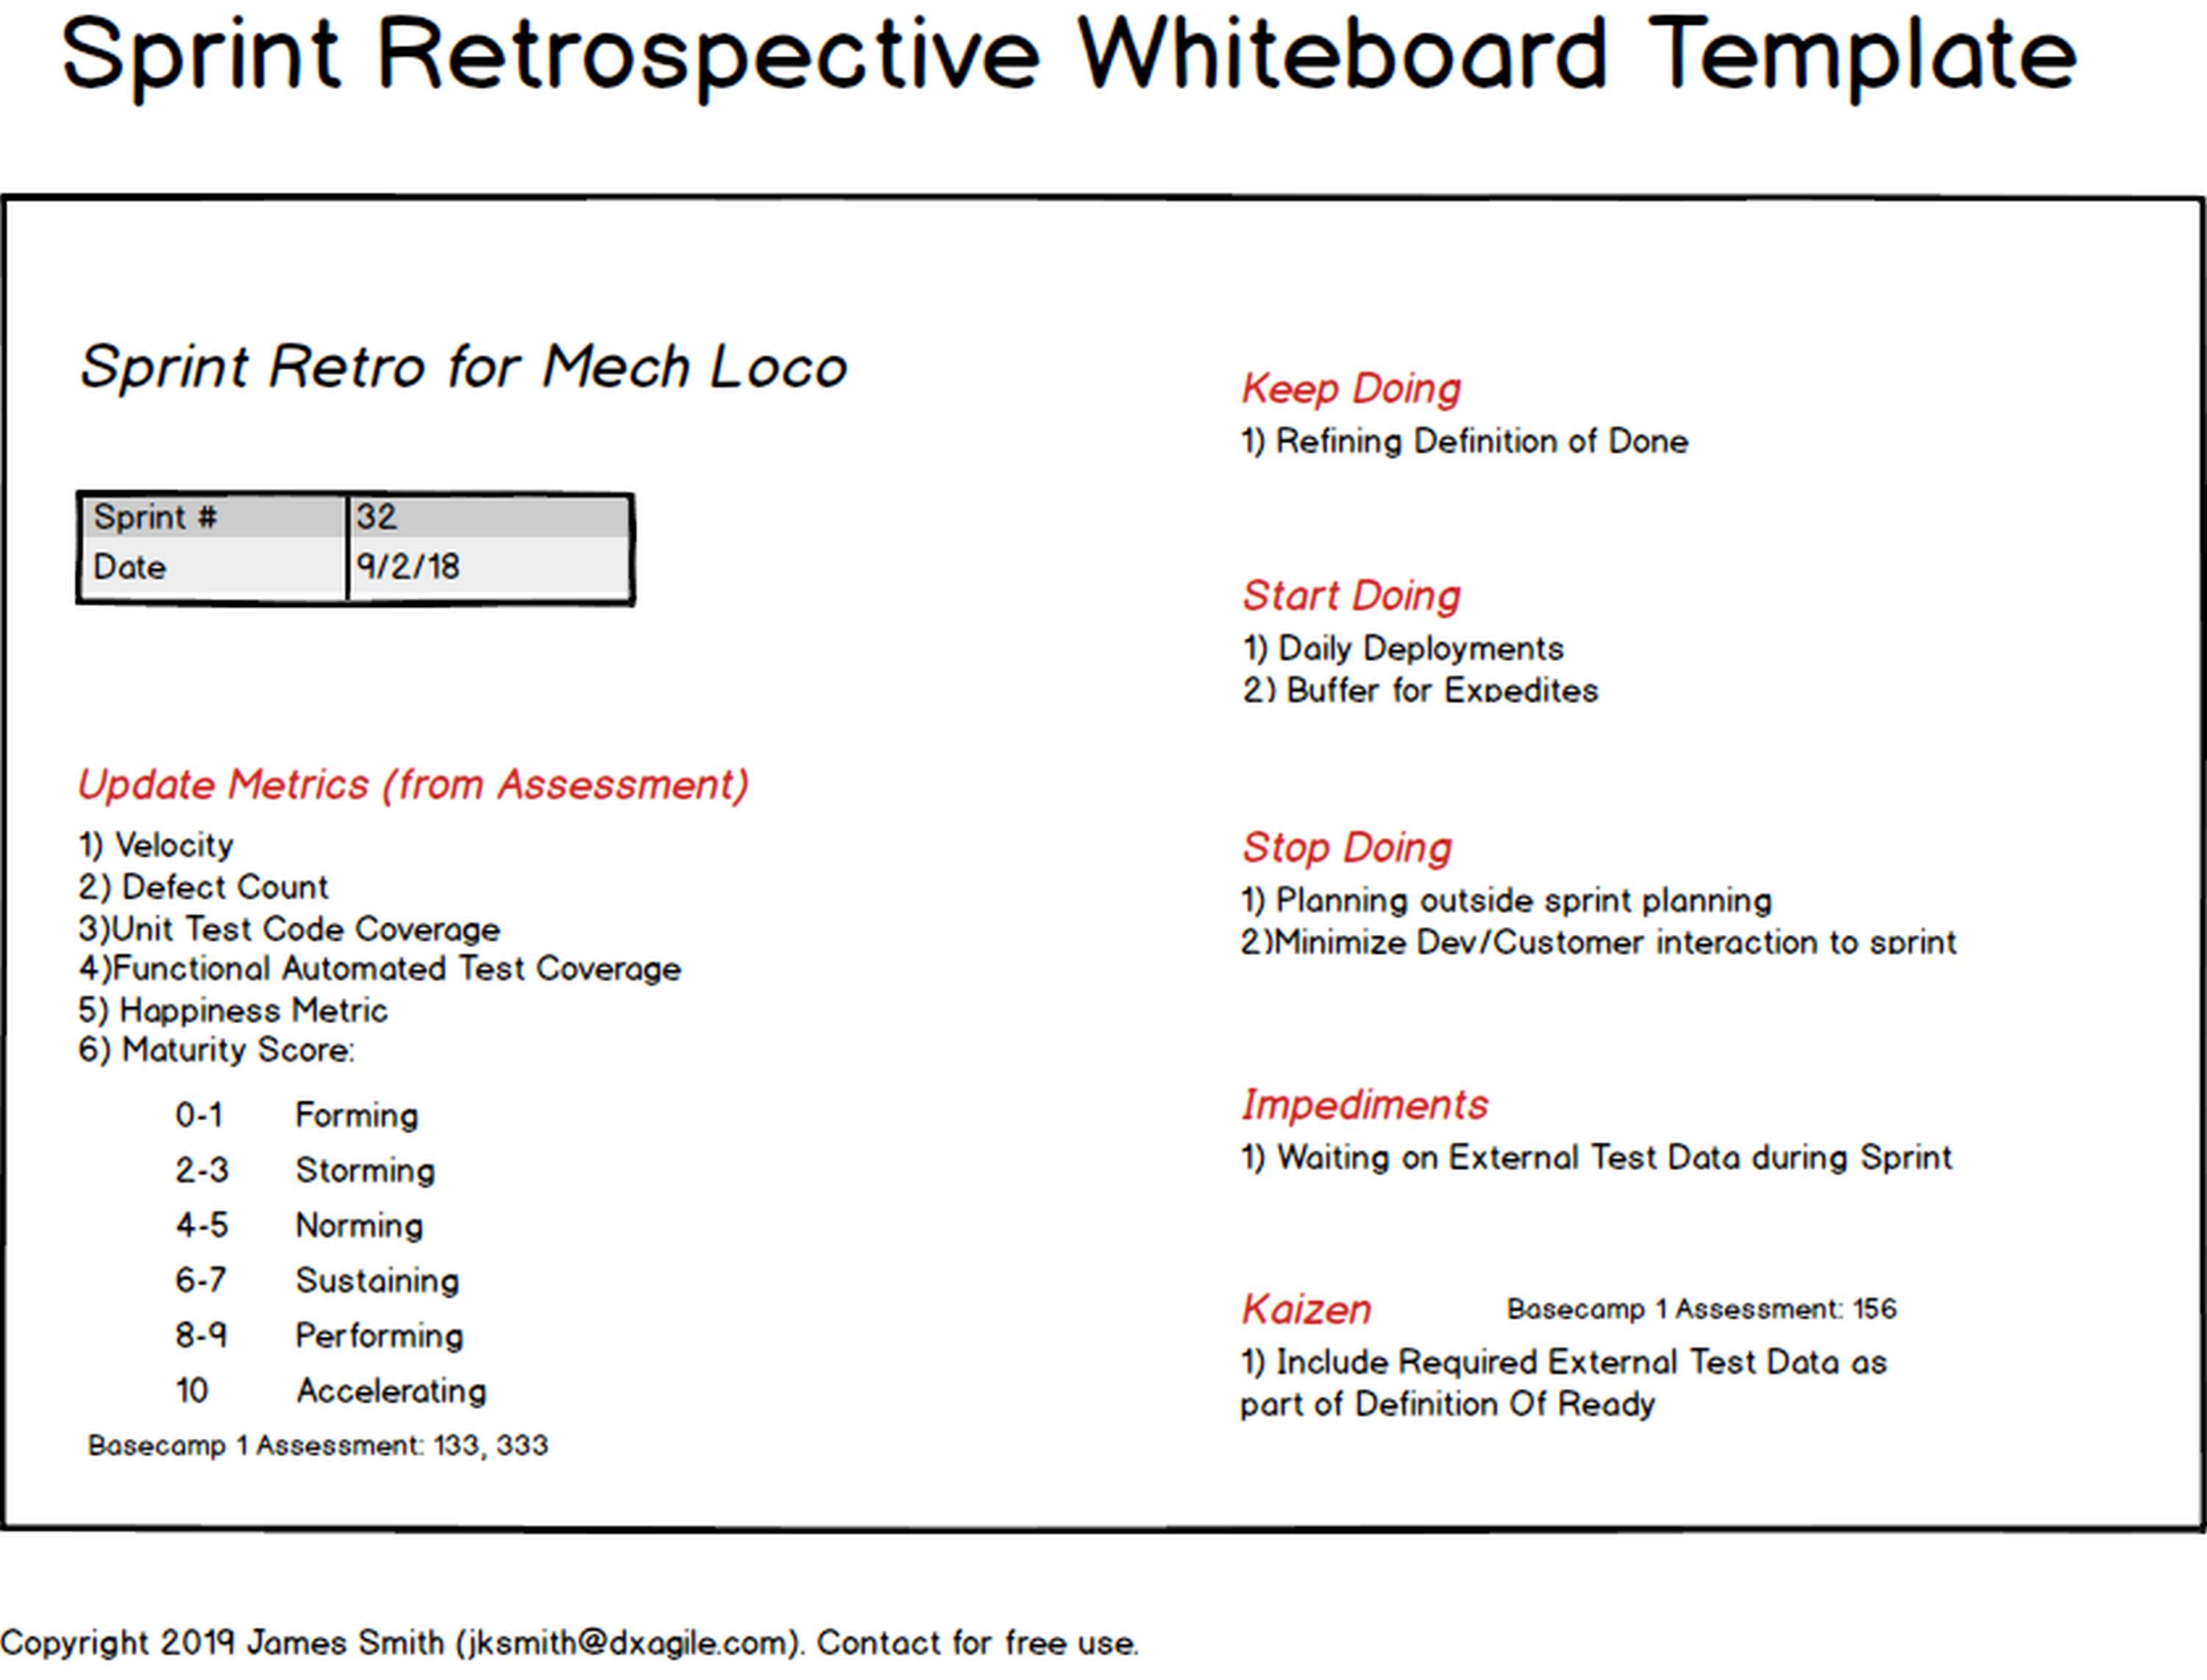 Sprint Retrospective Whiteboard Template
Sprint Retro for Mech Loco
Sprint # 32
Date 9/2/18
Update Metrics (from Assessment)
1) Velocity
2) Defect Count
3)Unit Test Code Coverage
4)Functional Automated Test Coverage
5) Happiness Metric
6) Maturity Score:
0-1 Forming
2-3 Storming
4-5 Norming
6-7 Sustaining
8-9 Performing
10 Accelerating
Basecamp 1 Assessment: 133, 333
Keep Doing
1) Refining Definition of Done
Start Doing
1) Daily Deployments
2) Buffer for Expedites
Stop Doing
1) Planning outside sprint planning
2)Minimize Dev/Customer interaction to sprint
Impediments
1) Waiting on External Test Data during Sprint
Kaizen Basecamp 1 Assessment: 156
1) Include Required External Test Data as
part of Definition Of Ready
Copyright 2019 James Smith (jksmith@dxagile.com). Contact for free use.